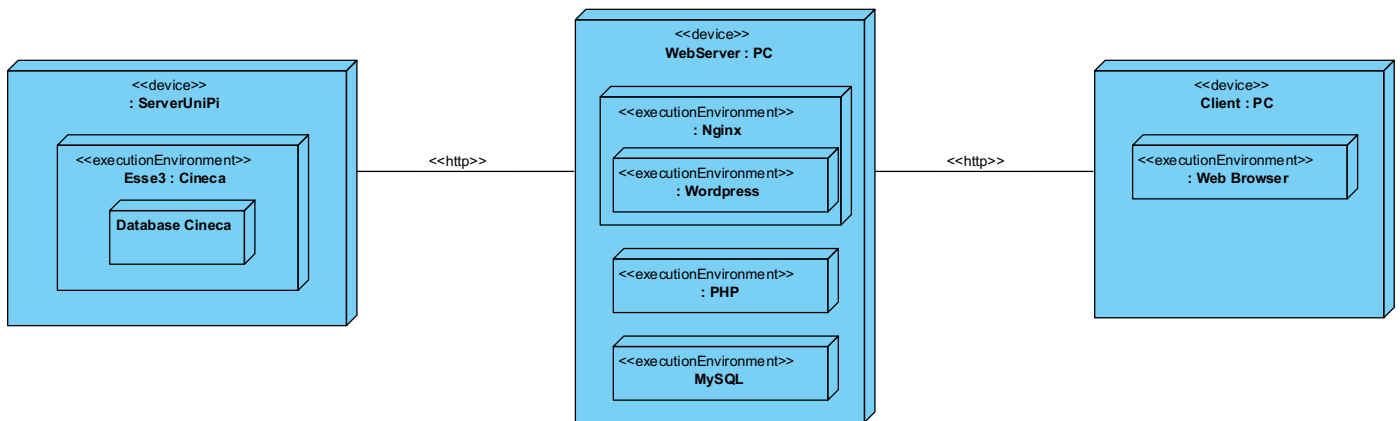 <<device>>
: ServerUniPi
<<executionEnvironment>>
Esse3 : Cineca
Database Cineca
<<http>>
<<device>>
WebServer : PC
<<executionEnvironment>>
: Nginx
<<executionEnvironment>>
: Wordpress
<<executionEnvironment>>
: PHP
<<executionEnvironment>>
MySQL
<<http>>
<<device>>
Client : PC
<<executionEnvironment>>
: Web Browser